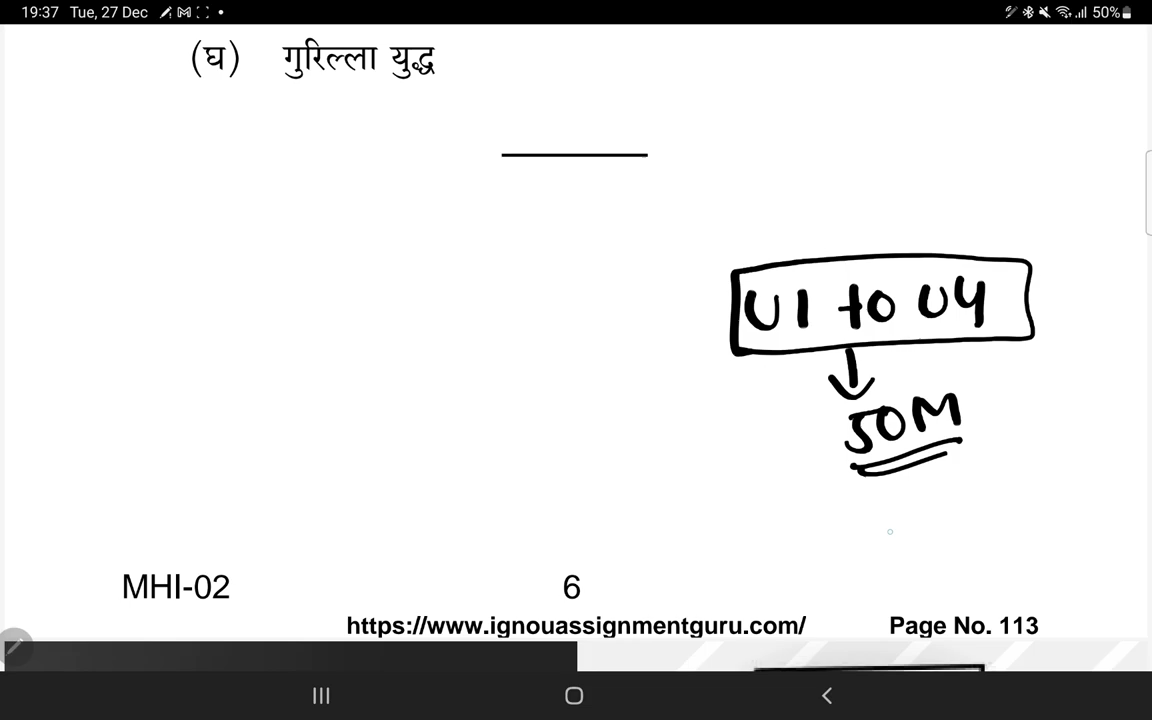 19:37 Tue, 27 Dec 50%
(घ) गुरिल्ला युद्ध
U1 to U4
50M
MHI-02 6
https://www.ignouassignmentguru.com/ Page No. 113